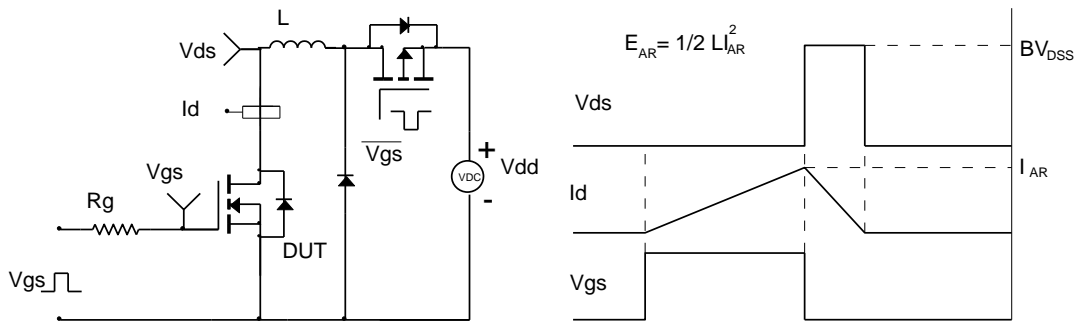 L
Vds
Id
Vgs
Rg
Vgs
DUT
Vgs
VDC
+
Vdd
-
E_AR = 1/2 LI_AR^2
Vds
BV_DSS
Id
I_AR
Vgs